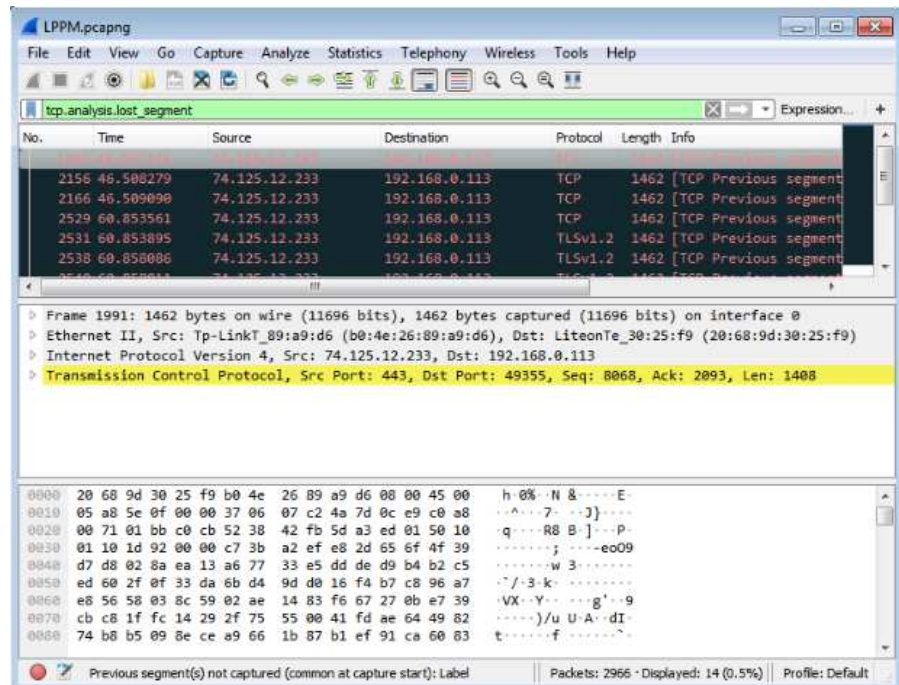 LPPM.pcapng
File Edit View Go Capture Analyze Statistics Telephony Wireless Tools Help
tcp.analysis.lost_segment Expression... +
No. Time Source Destination Protocol Length Info
2156 46.508279 74.125.12.233 192.168.0.113 TCP 1462 [TCP Previous segment
2166 46.509090 74.125.12.233 192.168.0.113 TCP 1462 [TCP Previous segment
2529 60.853561 74.125.12.233 192.168.0.113 TCP 1462 [TCP Previous segment
2531 60.853895 74.125.12.233 192.168.0.113 TLSv1.2 1462 [TCP Previous segment
2538 60.858086 74.125.12.233 192.168.0.113 TLSv1.2 1462 [TCP Previous segment
Frame 1991: 1462 bytes on wire (11696 bits), 1462 bytes captured (11696 bits) on interface 0
Ethernet II, Src: Tp-LinkT_89:a9:d6 (b0:4e:26:89:a9:d6), Dst: LiteonTe_30:25:f9 (20:68:9d:30:25:f9)
Internet Protocol Version 4, Src: 74.125.12.233, Dst: 192.168.0.113
Transmission Control Protocol, Src Port: 443, Dst Port: 49355, Seq: 8068, Ack: 2093, Len: 1408
0000 20 68 9d 30 25 f9 b0 4e 26 89 a9 d6 08 00 45 00 h·0%··N &·····E·
0010 05 a8 5e 0f 00 00 37 06 07 c2 4a 7d 0c e9 c0 a8 ··^···7· ··J}····
0020 00 71 01 bb c0 cb 52 38 42 fb 5d a3 ed 01 50 10 ·q····R8 B·]···P·
0030 01 10 1d 92 00 00 c7 3b a2 ef e8 2d 65 6f 4f 39 ·······; ···-eoO9
0040 d7 d8 02 8a ea 13 a6 77 33 e5 dd de d9 b4 b2 c5 ·······w 3·······
0050 ed 60 2f 0f 33 da 6b d4 9d d0 16 f4 b7 c8 96 a7 ·`/·3·k· ········
0060 e8 56 58 03 8c 59 02 ae 14 83 f6 67 27 0b e7 39 ·VX··Y·· ···g'··9
0070 cb c8 1f fc 14 29 2f 75 55 00 41 fd ae 64 49 82 ·····)/u U·A··dI·
0080 74 b8 b5 09 8e ce a9 66 1b 87 b1 ef 91 ca 60 83 t······f ······`·
Previous segment(s) not captured (common at capture start): Label Packets: 2966 · Displayed: 14 (0.5%) Profile: Default